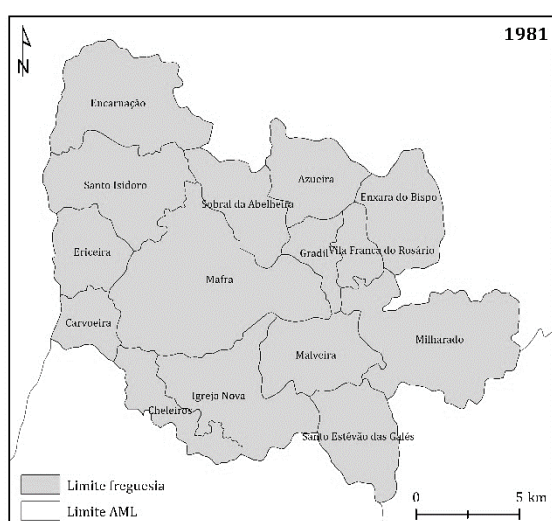 1981
N
Encarnação
Azueira
Santo Isidoro
Enxara do Bispo
Sobral da Abelheira
Ericeira
Gradil
Vila Franca do Rosário
Mafra
Carvoeira
Milharado
Malveira
Igreja Nova
Cheleiros
Santo Estêvão das Galés
Limite freguesia
Limite AML
0 5 km